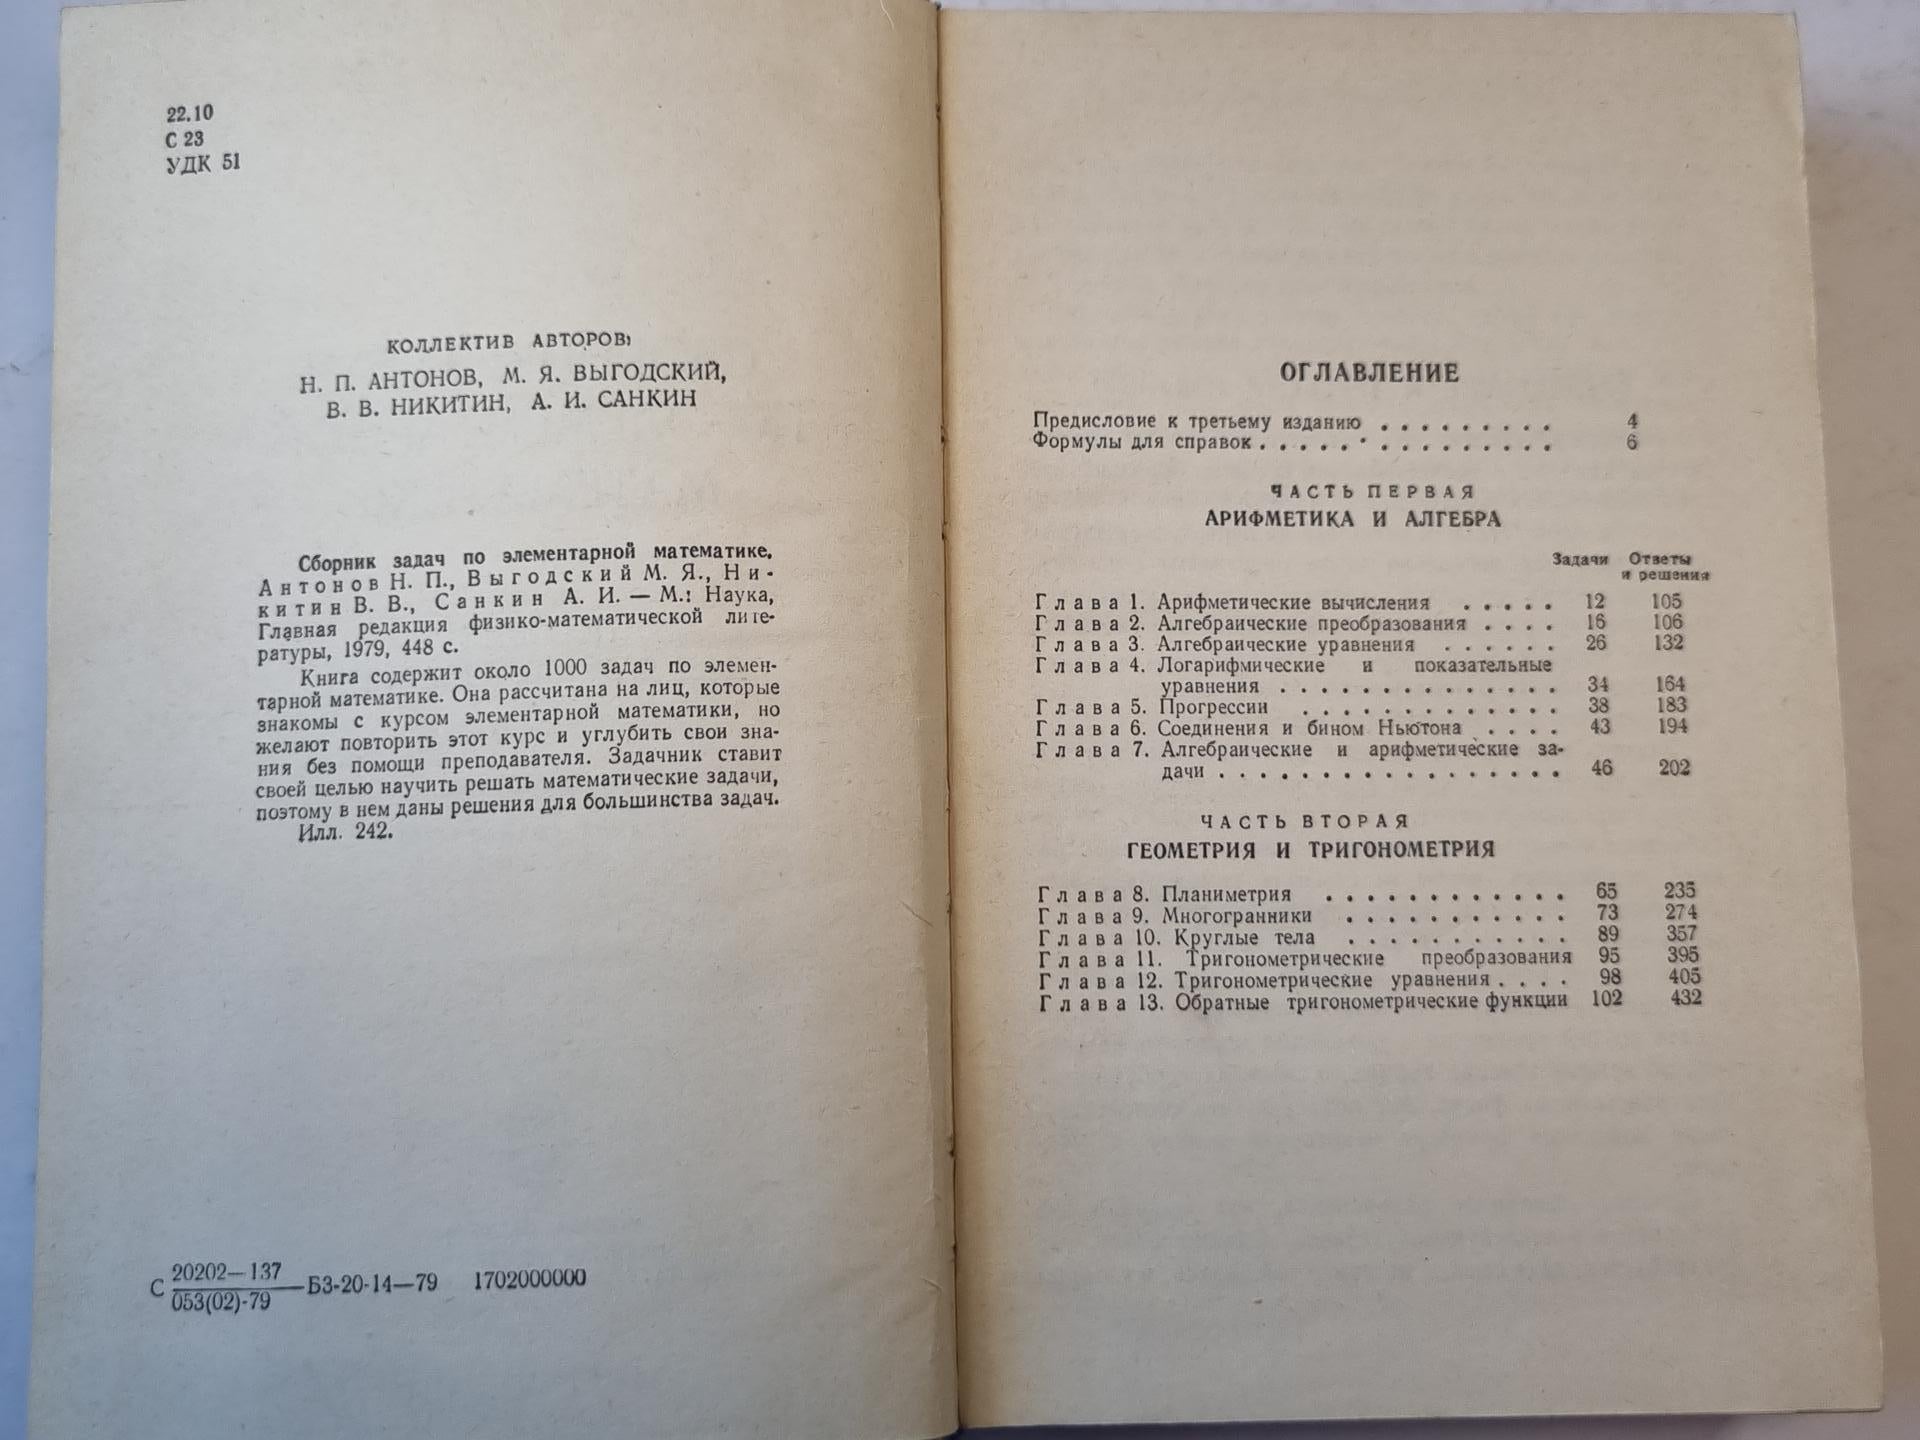 22.10
С 23
УДК 51
КОЛЛЕКТИВ АВТОРОВ:
Н. П. АНТОНОВ, М. Я. ВЫГОДСКИЙ,
В. В. НИКИТИН, А. И. САНКИН
Сборник задач по элементарной математике.
Антонов Н. П., Выгодский М. Я., Ни-
китин В. В., Санкин А. И. — М.: Наука,
Главная редакция физико-математической лите-
ратуры, 1979, 448 с.
Книга содержит около 1000 задач по элемен-
тарной математике. Она рассчитана на лиц, которые
знакомы с курсом элементарной математики, но
желают повторить этот курс и углубить свои зна-
ния без помощи преподавателя. Задачник ставит
своей целью научить решать математические задачи,
поэтому в нем даны решения для большинства задач.
Илл. 242.
С 20202—137
053(02)-79 БЗ-20-14—79 1702000000
ОГЛАВЛЕНИЕ
Предисловие к третьему изданию . . . . . . . . . 4
Формулы для справок . . . . . . . . . . . . . . 6
ЧАСТЬ ПЕРВАЯ
АРИФМЕТИКА И АЛГЕБРА
Задачи Ответы
и решения
Глава 1. Арифметические вычисления . . . . . 12 105
Глава 2. Алгебраические преобразования . . . . 16 106
Глава 3. Алгебраические уравнения . . . . . . 26 132
Глава 4. Логарифмические и показательные
уравнения . . . . . . . . . . . . . . 34 164
Глава 5. Прогрессии . . . . . . . . . . . . . 38 183
Глава 6. Соединения и бином Ньютона . . . . 43 194
Глава 7. Алгебраические и арифметические за-
дачи . . . . . . . . . . . . . . . . . 46 202
ЧАСТЬ ВТОРАЯ
ГЕОМЕТРИЯ И ТРИГОНОМЕТРИЯ
Глава 8. Планиметрия . . . . . . . . . . . . 65 235
Глава 9. Многогранники . . . . . . . . . . . 73 274
Глава 10. Круглые тела . . . . . . . . . . . 89 357
Глава 11. Тригонометрические преобразования 95 395
Глава 12. Тригонометрические уравнения . . . . 98 405
Глава 13. Обратные тригонометрические функции 102 432